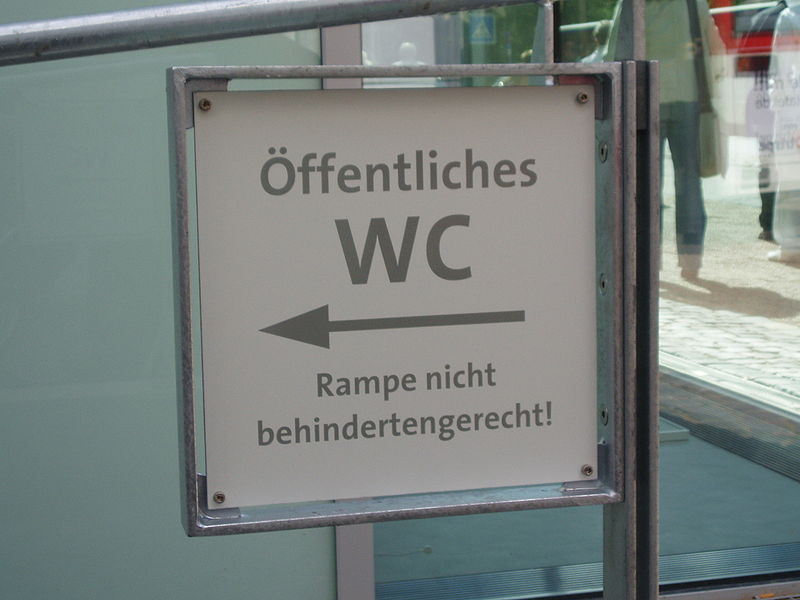 Öffentliches
WC
Rampe nicht
behindertengerecht!